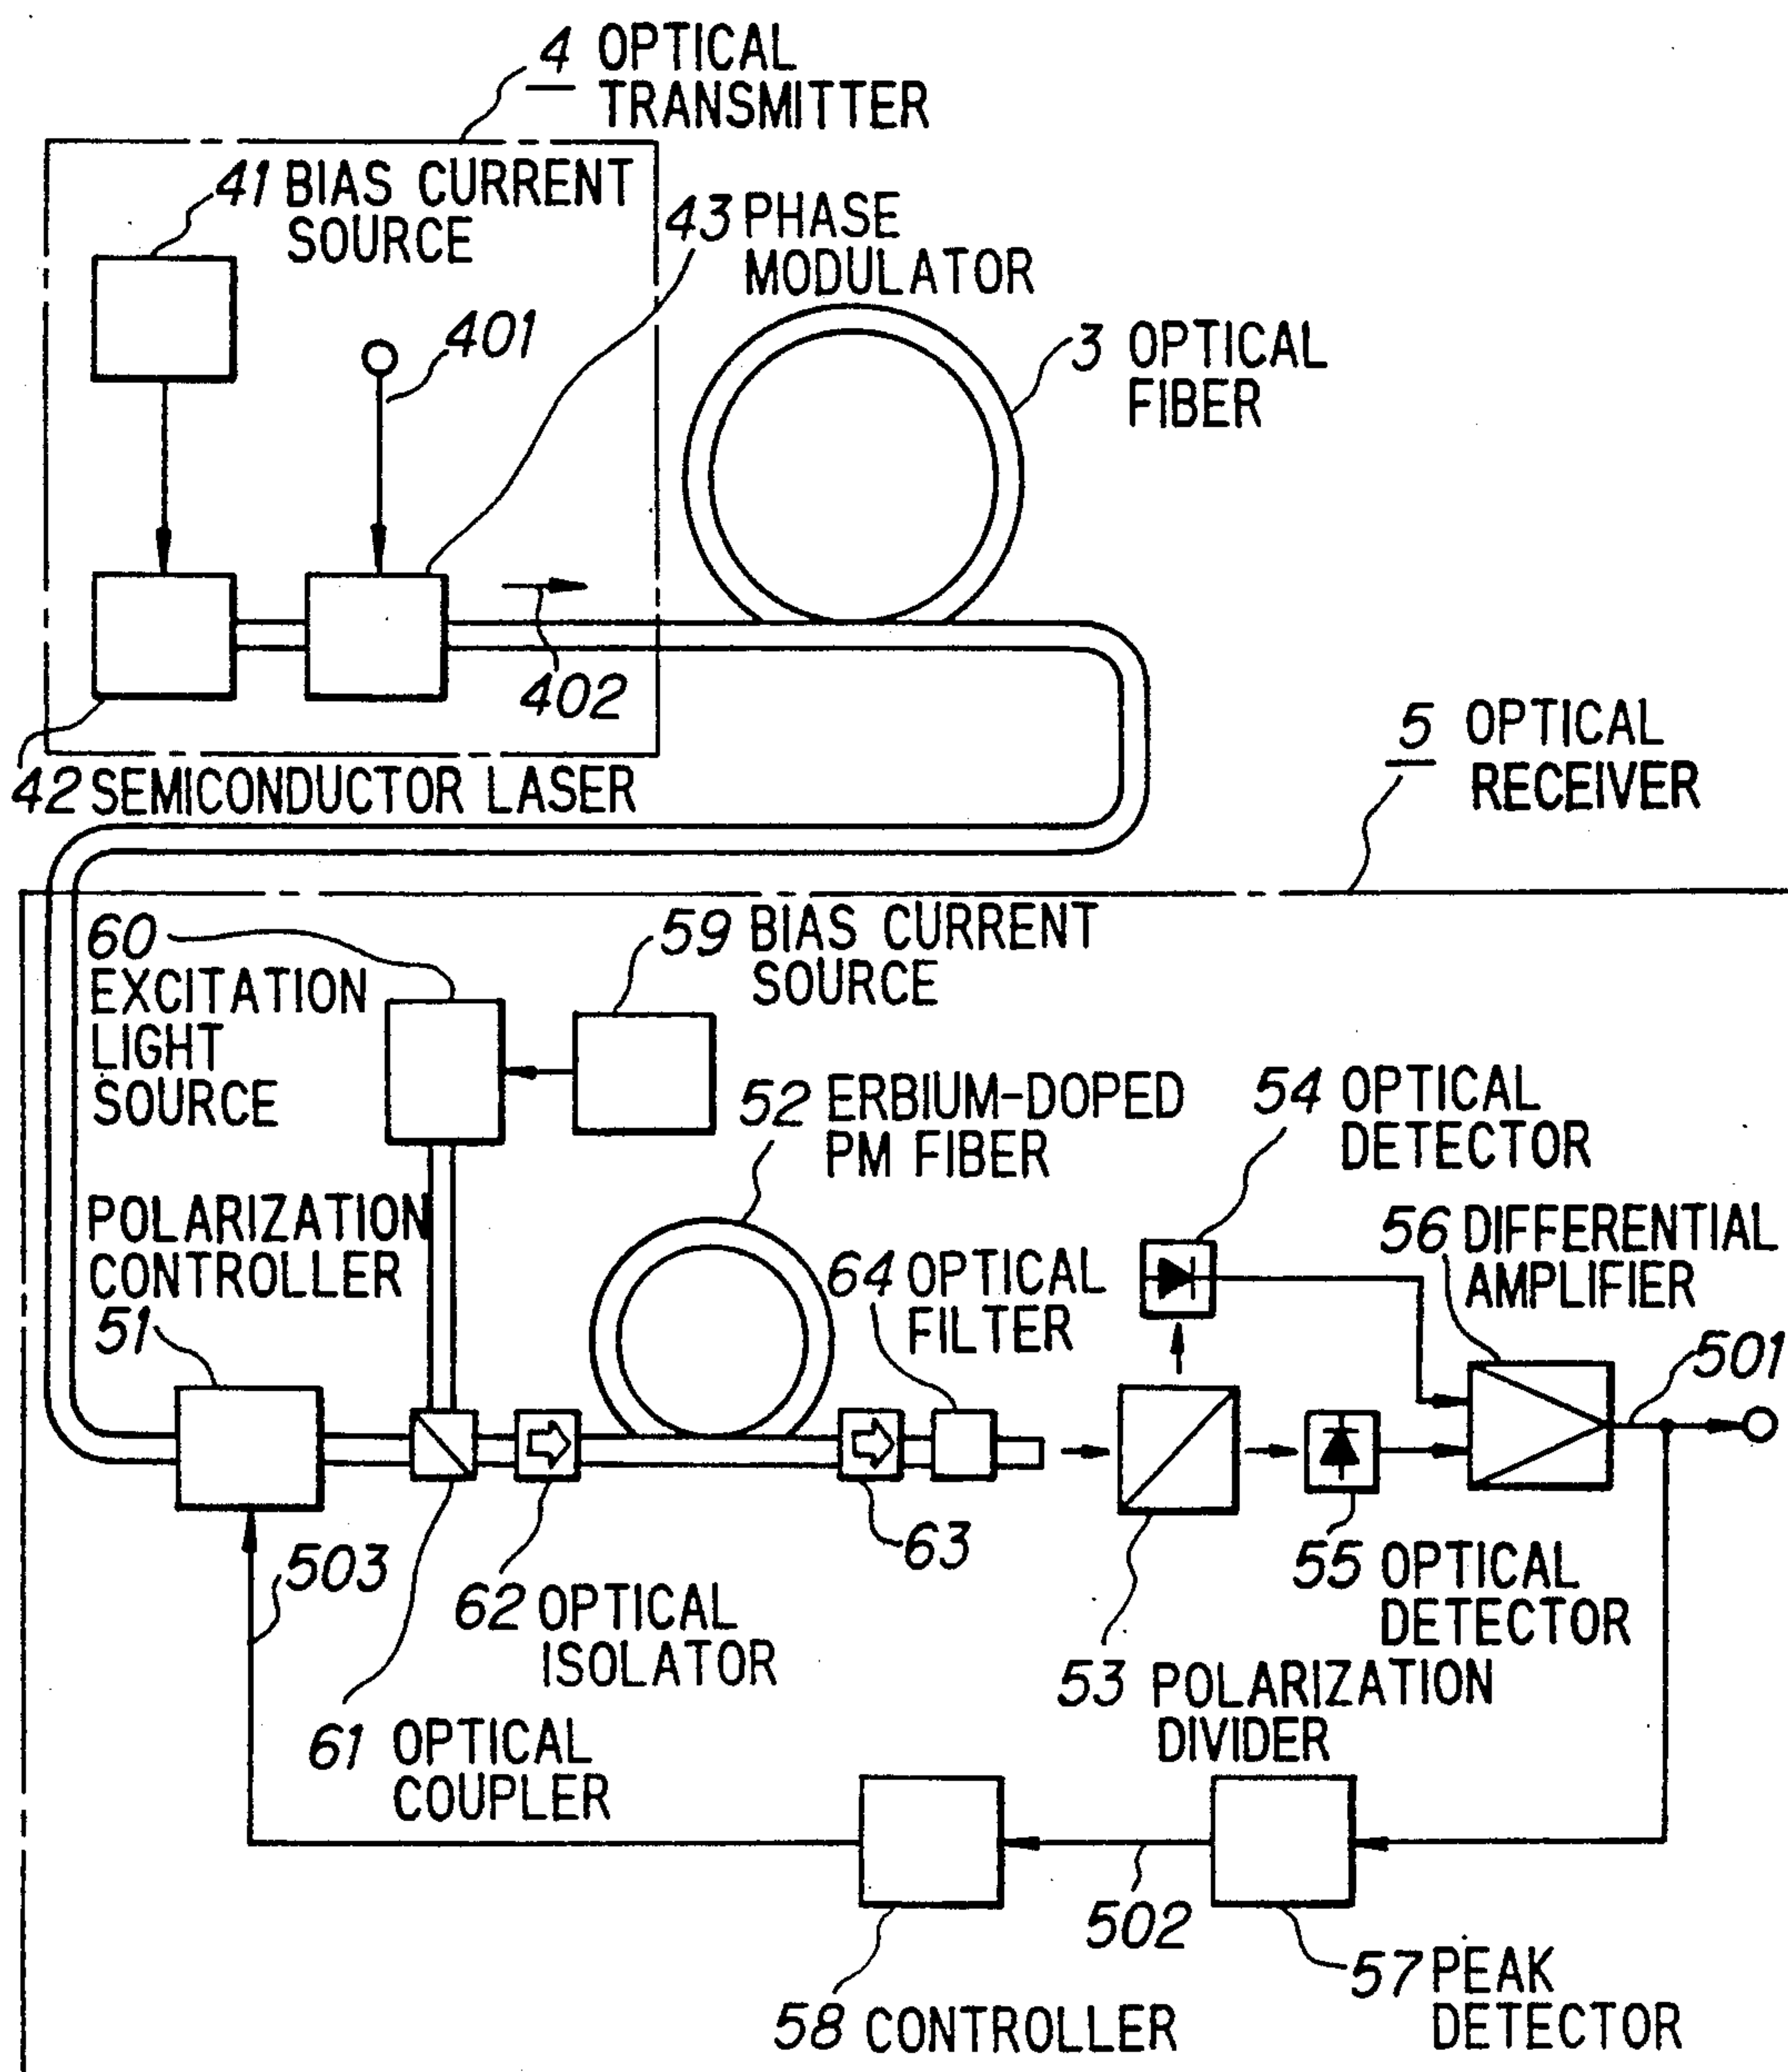 4 OPTICAL
TRANSMITTER
41 BIAS CURRENT
SOURCE
43 PHASE
MODULATOR
401
3 OPTICAL
FIBER
402
42 SEMICONDUCTOR LASER
5 OPTICAL
RECEIVER
60
EXCITATION
LIGHT
SOURCE
59 BIAS CURRENT
SOURCE
52 ERBIUM-DOPED
PM FIBER
54 OPTICAL
DETECTOR
POLARIZATION
CONTROLLER
51
64 OPTICAL
FILTER
56 DIFFERENTIAL
AMPLIFIER
501
503
62 OPTICAL
ISOLATOR
63
55 OPTICAL
DETECTOR
53 POLARIZATION
DIVIDER
61 OPTICAL
COUPLER
502
58 CONTROLLER
57 PEAK
DETECTOR